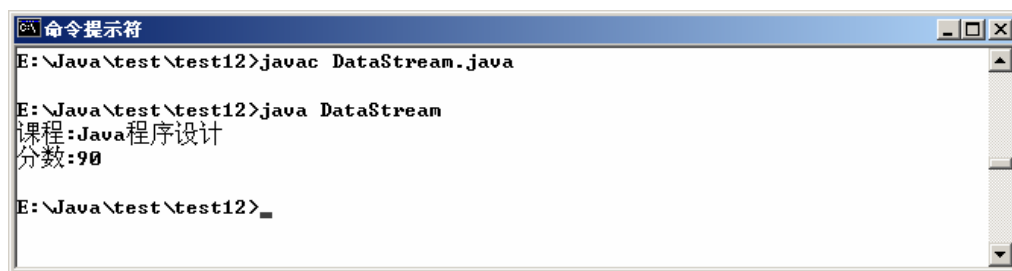 命令提示符
E:\Java\test\test12>javac DataStream.java
E:\Java\test\test12>java DataStream
课程:Java程序设计
分数:90
E:\Java\test\test12>_